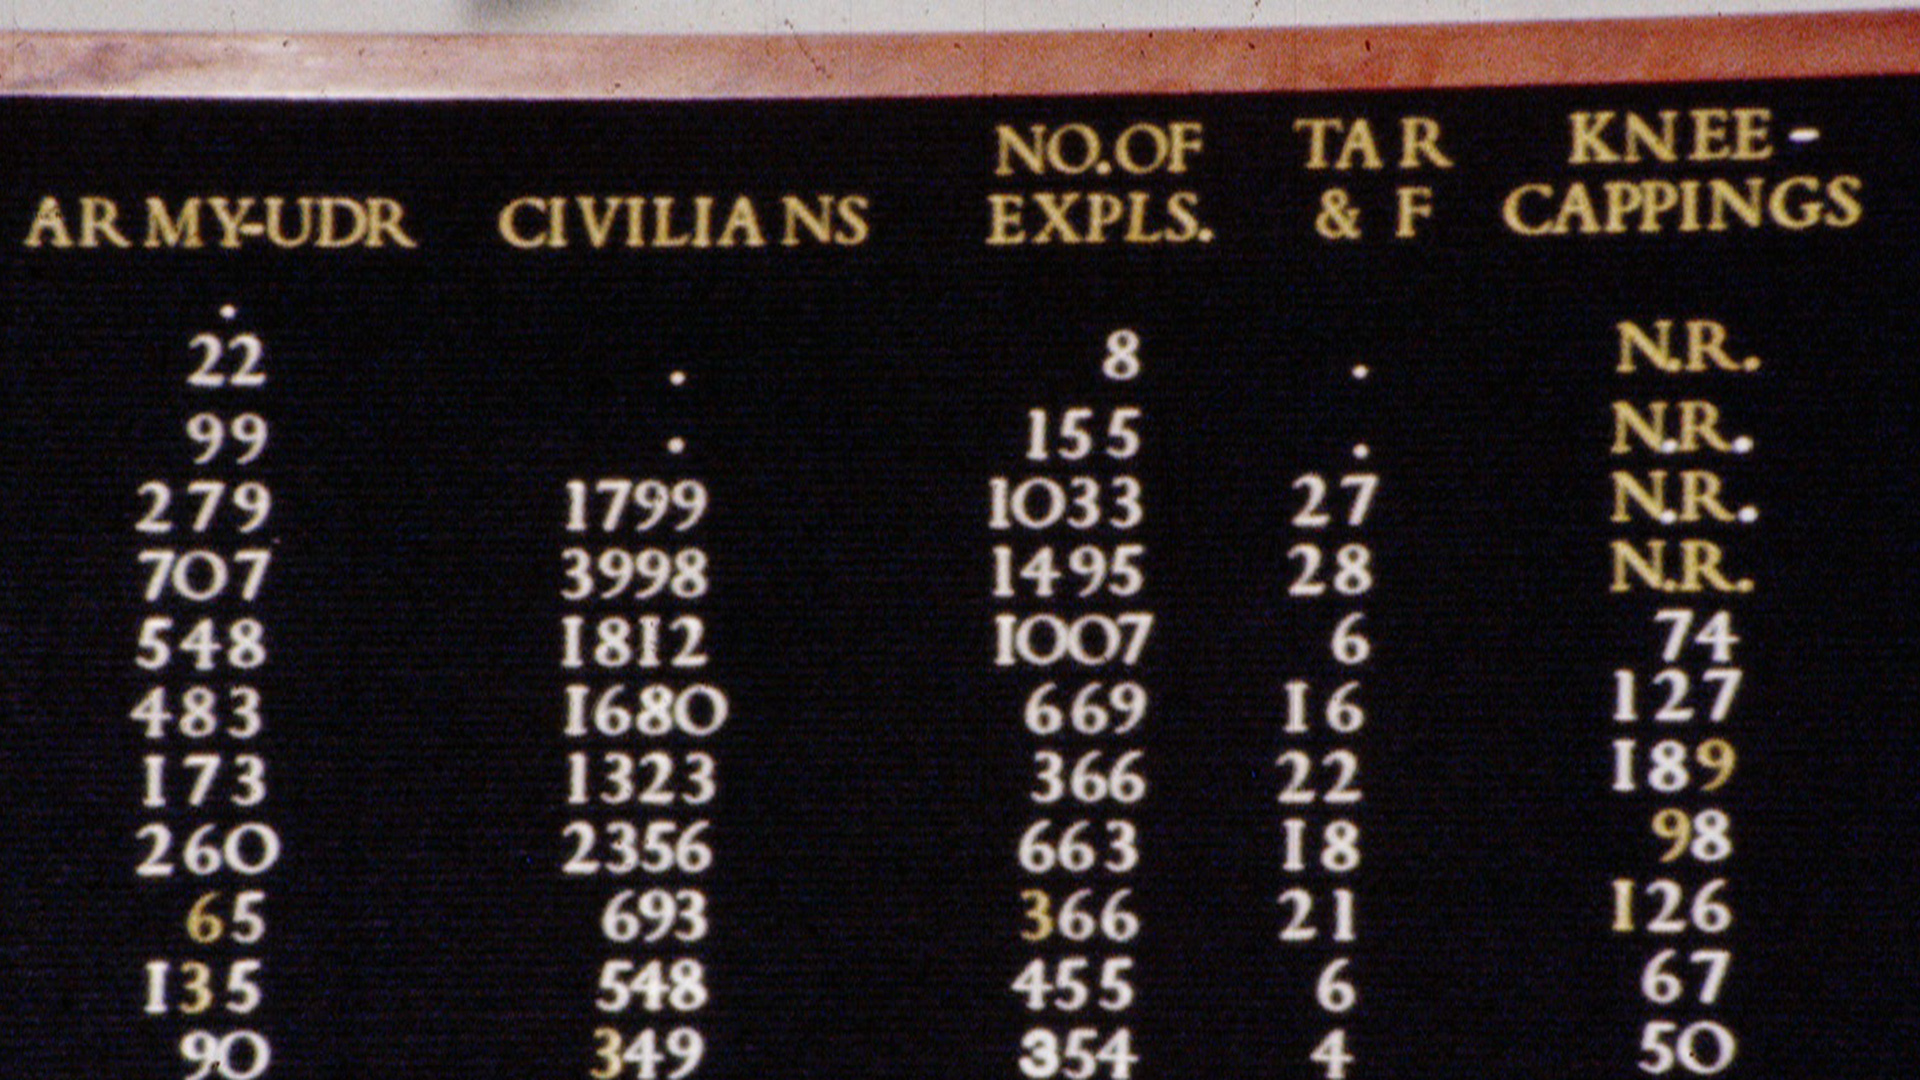 NO. OF TAR KNEE-
ARMY-UDR CIVILIANS EXPLS. & F CAPPINGS
.
22 . 8 . N.R.
99 . 155 . N.R.
279 1799 1033 27 N.R.
707 3998 1495 28 N.R.
548 1812 1007 6 74
483 1680 669 16 127
173 1323 366 22 189
260 2356 663 18 98
65 693 366 21 126
135 548 455 6 67
90 349 354 4 50